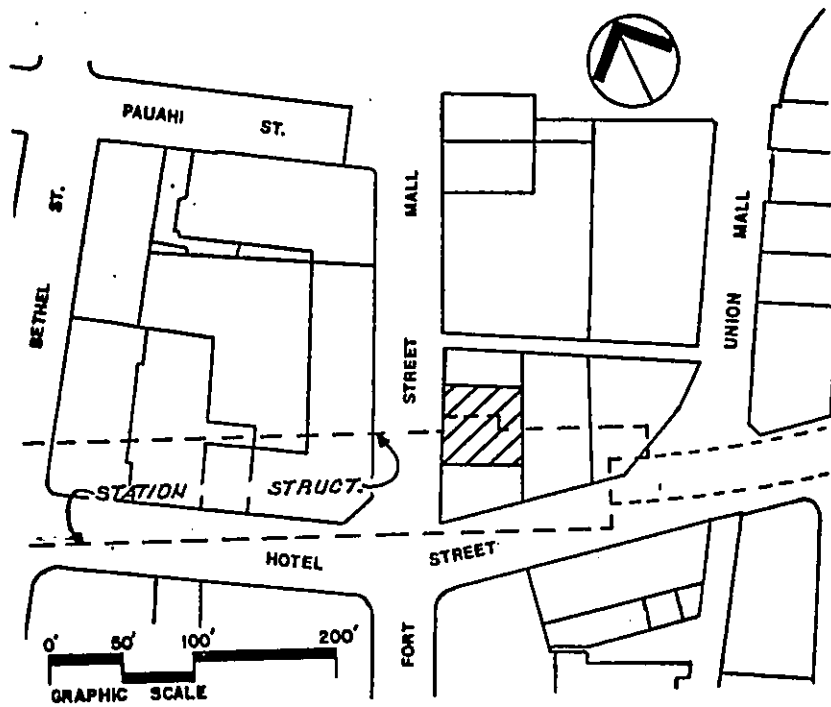 PAUAHI ST.
ST.
BETHEL
MALL
STREET
UNION MALL
STATION STRUCT.
HOTEL STREET
FORT
0' 50' 100' 200'
GRAPHIC SCALE